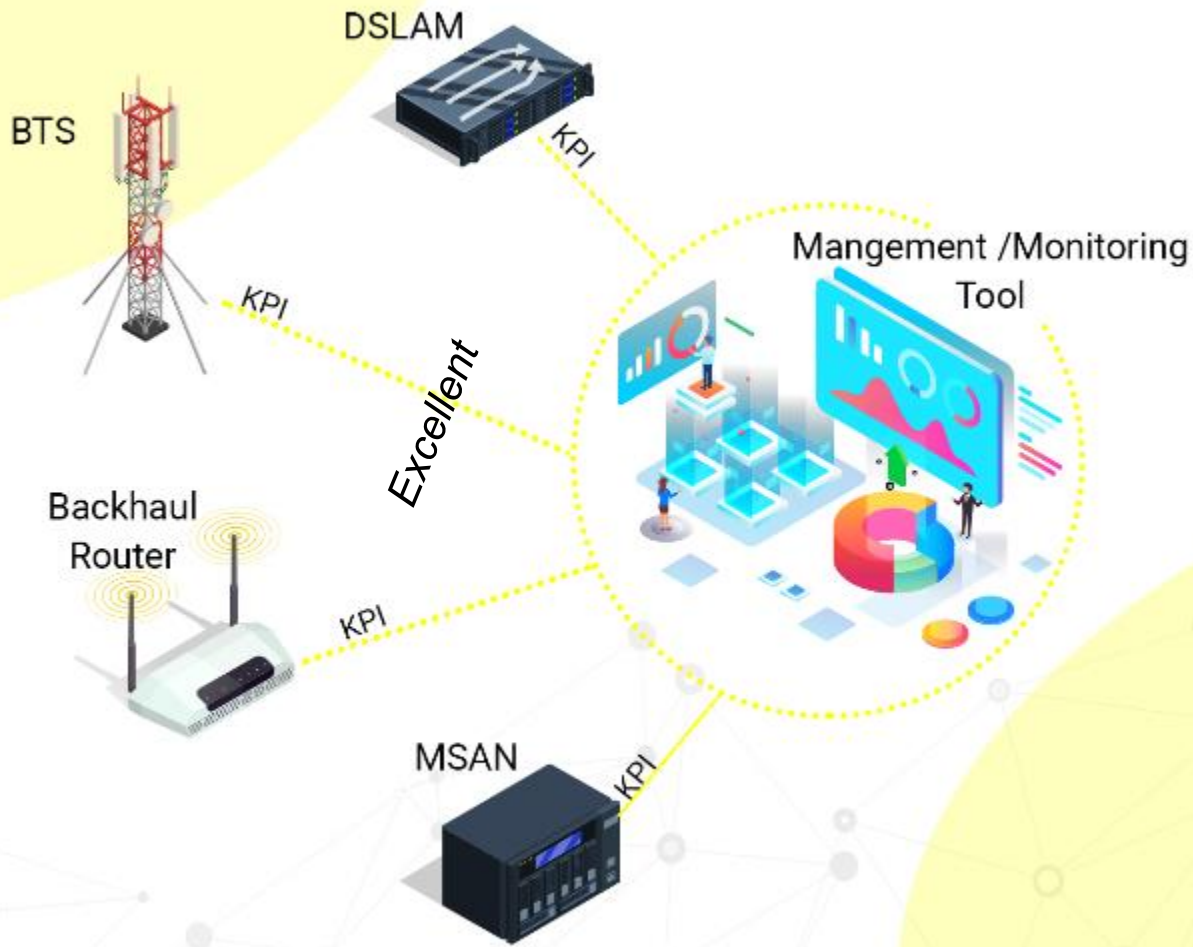 DSLAM
BTS
KPI
Mangement /Monitoring
Tool
KPI
Excellent
Backhaul
Router
KPI
MSAN
KPI